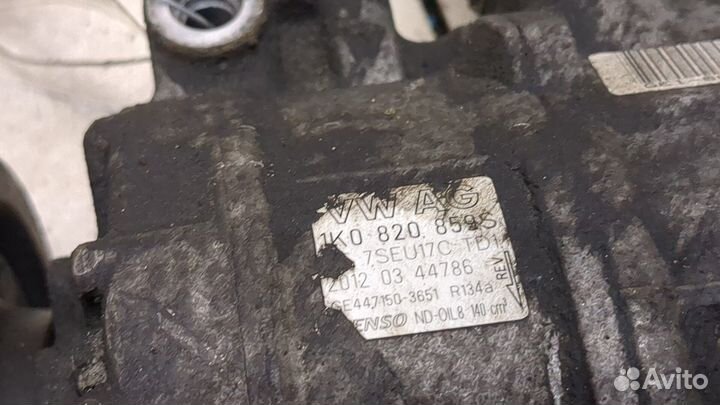 VW AG
1K0 820 859S
7SEU17C TD1
2012 03 44786
GE447150-3651 R134a
REV
ENSO ND-OIL8 140 cm³
Avito